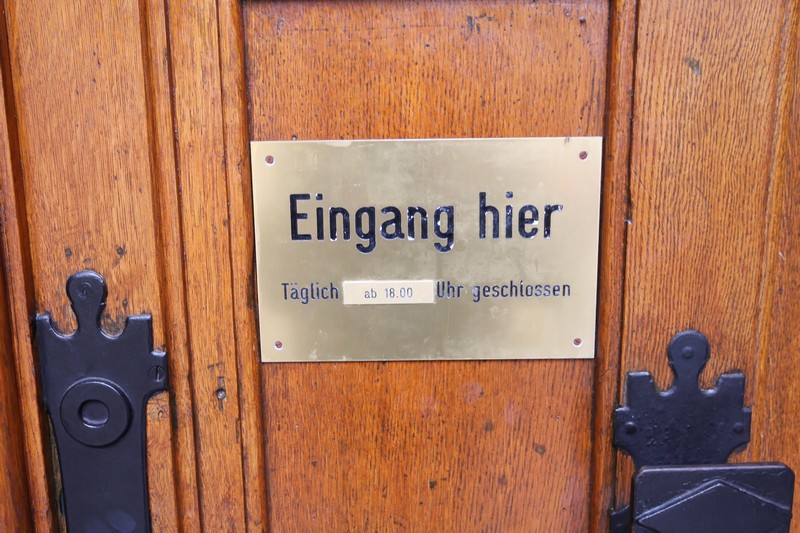 Eingang hier
Täglich ab 18.00 Uhr geschlossen